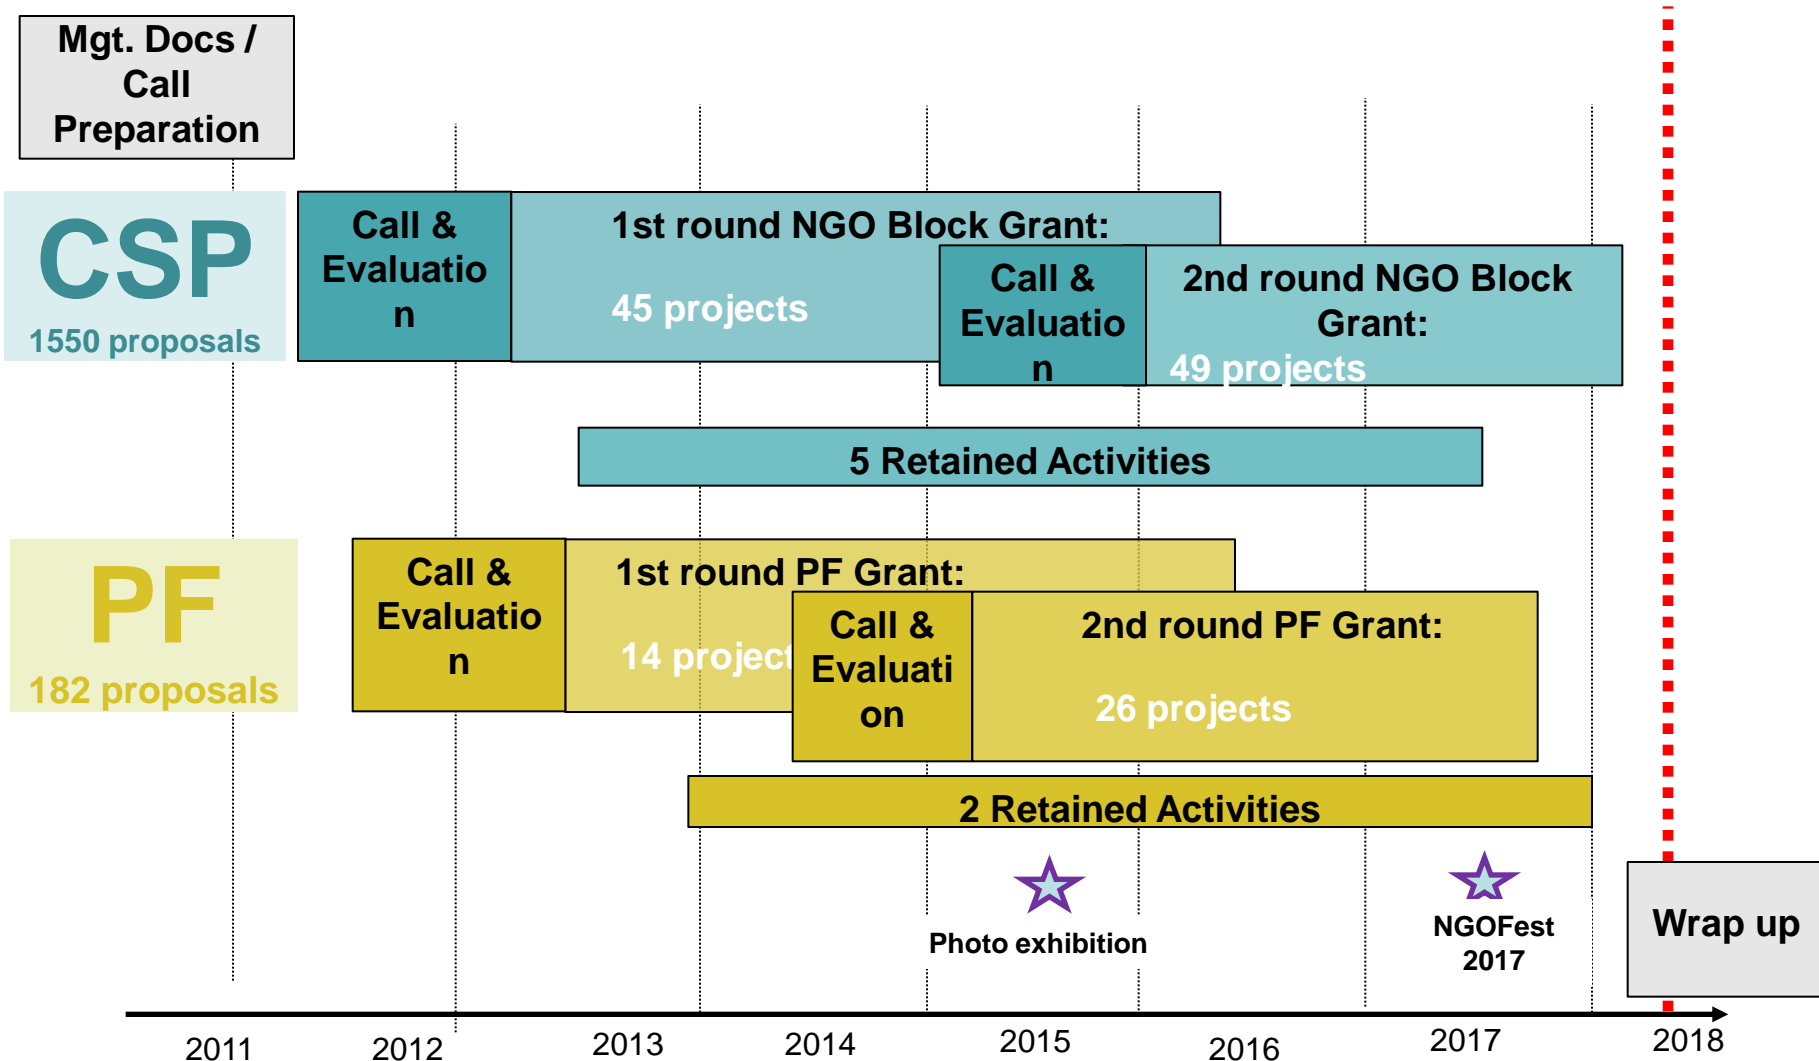 Mgt. Docs /
Call
Preparation
CSP
1550 proposals
Call &
Evaluatio
n
1st round NGO Block Grant:
45 projects
Call &
Evaluatio
n
2nd round NGO Block
Grant:
49 projects
5 Retained Activities
PF
182 proposals
Call &
Evaluatio
n
1st round PF Grant:
14 project
Call &
Evaluati
on
2nd round PF Grant:
26 projects
2 Retained Activities
Photo exhibition
NGOFest
2017
Wrap up
2011
2012
2013
2014
2015
2016
2017
2018